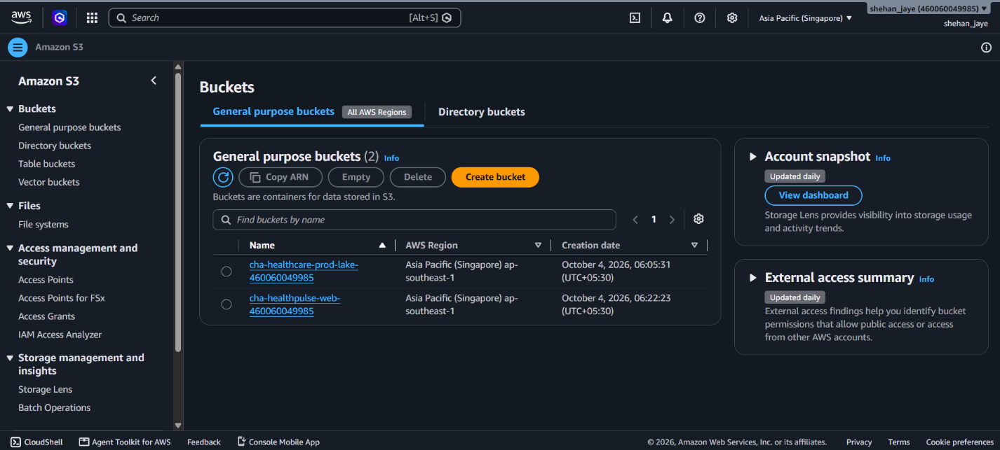 aws
Search [Alt+S]
Asia Pacific (Singapore)
shehan_jaye (460060049985)
shehan_jaye
Amazon S3
Amazon S3
Buckets
General purpose buckets
Directory buckets
Table buckets
Vector buckets
Files
File systems
Access management and
security
Access Points
Access Points for FSx
Access Grants
IAM Access Analyzer
Storage management and
insights
Storage Lens
Batch Operations
Buckets
General purpose buckets All AWS Regions Directory buckets
General purpose buckets (2) Info
Copy ARN Empty Delete Create bucket
Buckets are containers for data stored in S3.
Find buckets by name
1
Name AWS Region Creation date
cha-healthcare-prod-lake- Asia Pacific (Singapore) ap- October 4, 2026, 06:05:31
460060049985 southeast-1 (UTC+05:30)
cha-healthpulse-web- Asia Pacific (Singapore) ap- October 4, 2026, 06:22:23
460060049985 southeast-1 (UTC+05:30)
Account snapshot Info
Updated daily
View dashboard
Storage Lens provides visibility into storage usage
and activity trends.
External access summary Info
Updated daily
External access findings help you identify bucket
permissions that allow public access or access
from other AWS accounts.
CloudShell Agent Toolkit for AWS Feedback Console Mobile App © 2026, Amazon Web Services, Inc. or its affiliates. Privacy Terms Cookie preferences